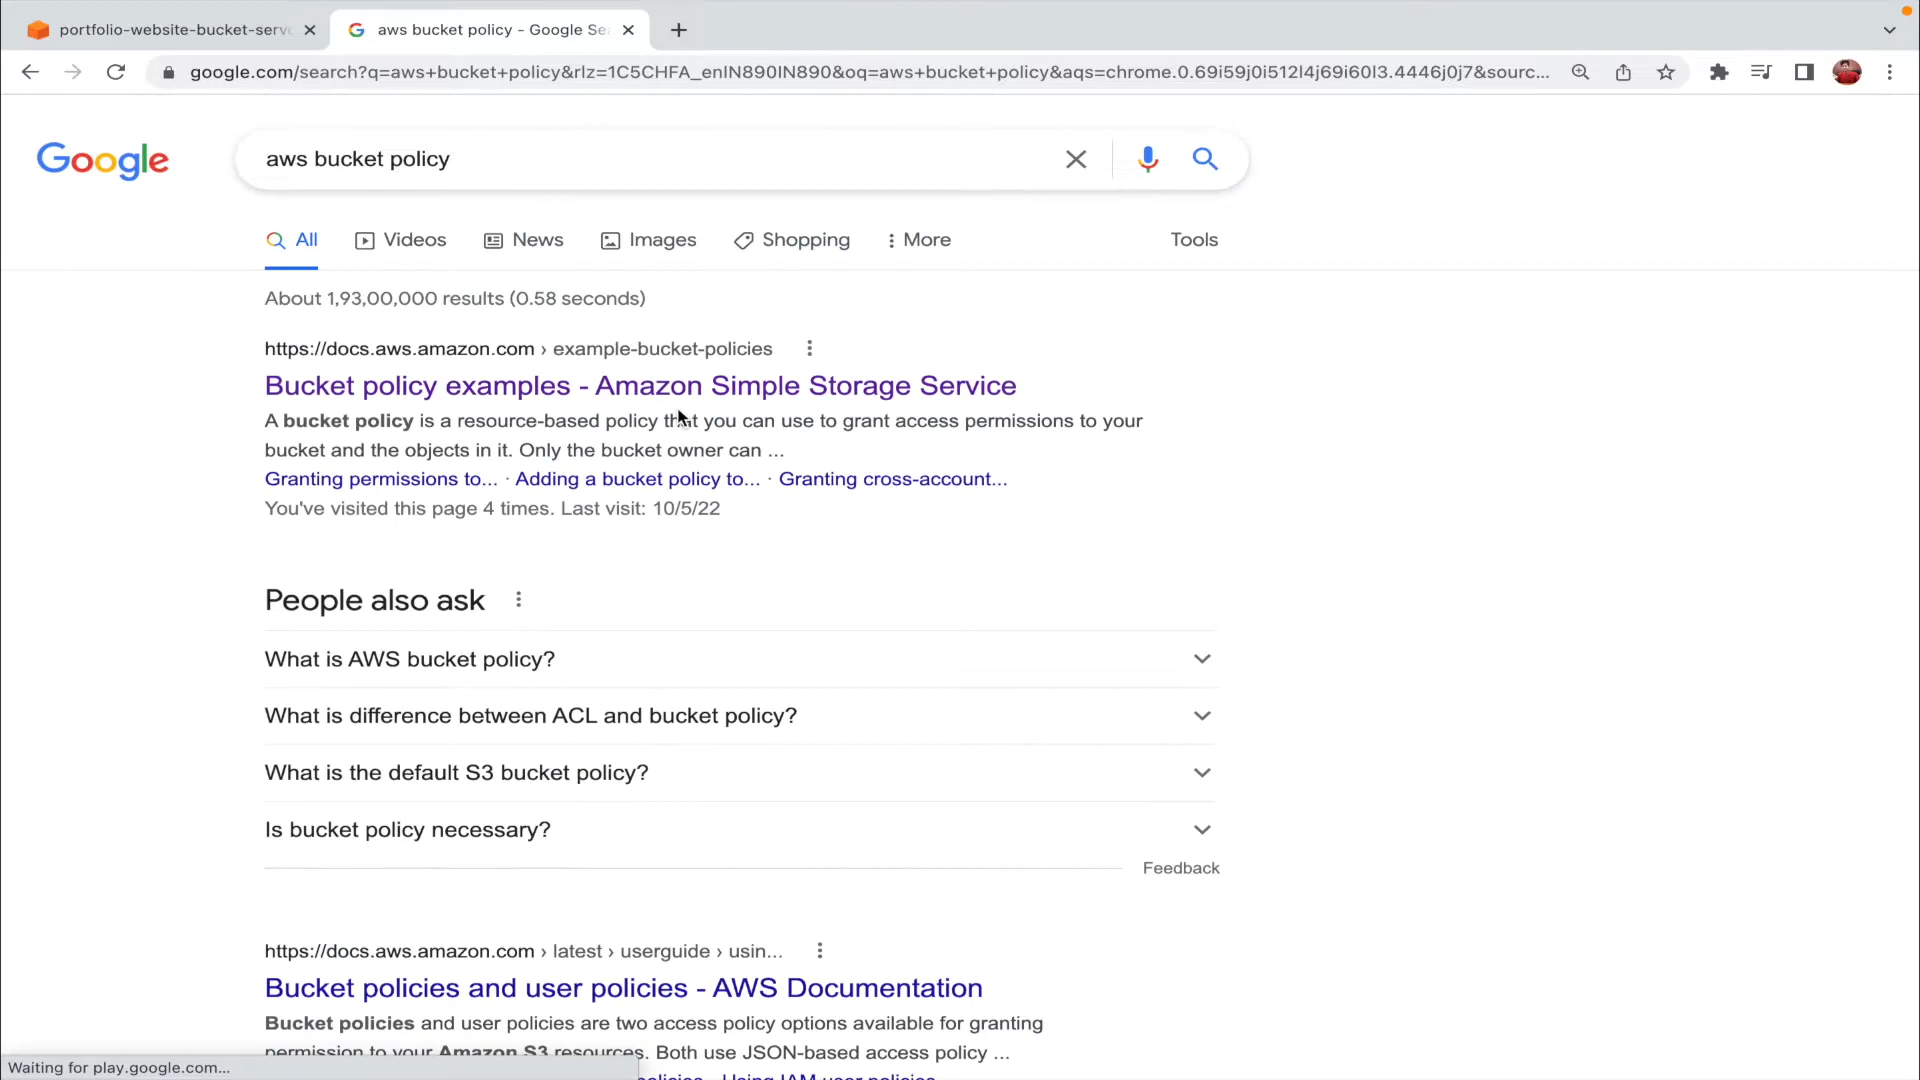 portfolio-website-bucket-serv
aws bucket policy - Google Se
google.com/search?q=aws+bucket+policy&rlz=1C5CHFA_enIN890IN890&oq=aws+bucket+policy&aqs=chrome.0.69i59j0i512l4j69i60l3.4446j0j7&sourc...
Google
aws bucket policy
All
Videos
News
Images
Shopping
More
Tools
About 1,93,00,000 results (0.58 seconds)
https://docs.aws.amazon.com › example-bucket-policies
Bucket policy examples - Amazon Simple Storage Service
A bucket policy is a resource-based policy that you can use to grant access permissions to your
bucket and the objects in it. Only the bucket owner can ...
Granting permissions to... · Adding a bucket policy to... · Granting cross-account...
You've visited this page 4 times. Last visit: 10/5/22
People also ask
What is AWS bucket policy?
What is difference between ACL and bucket policy?
What is the default S3 bucket policy?
Is bucket policy necessary?
Feedback
https://docs.aws.amazon.com › latest › userguide › usin...
Bucket policies and user policies - AWS Documentation
Bucket policies and user policies are two access policy options available for granting
permission to your Amazon S3 resources. Both use JSON-based access policy ...
Waiting for play.google.com...
policies · Using IAM user policies